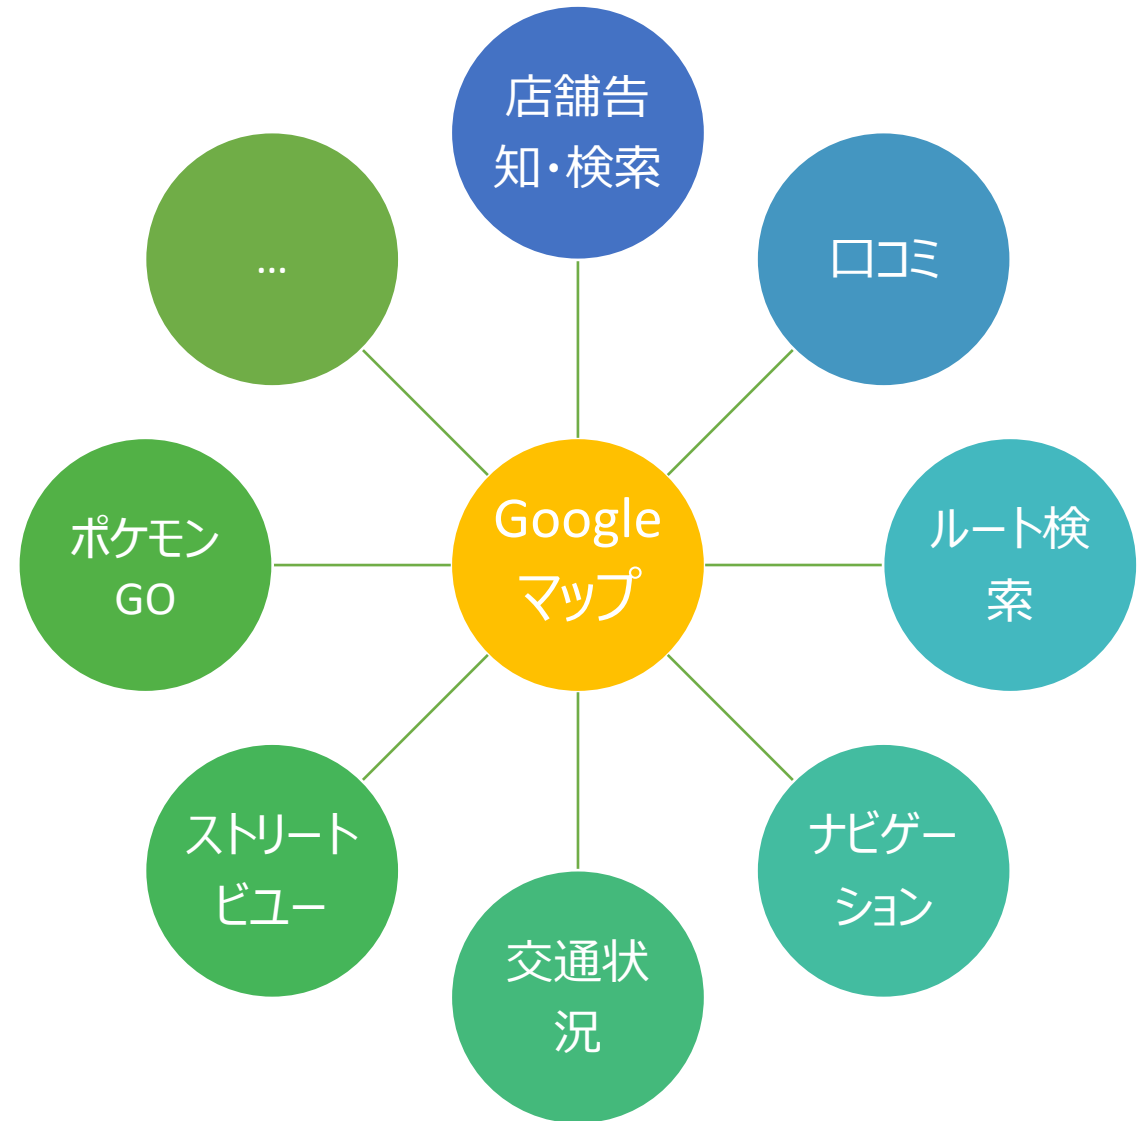 店舗告
知・検索
口コミ
ルート検
索
ナビゲー
ション
交通状
況
ストリート
ビュー
ポケモン
GO
…
Google
マップ